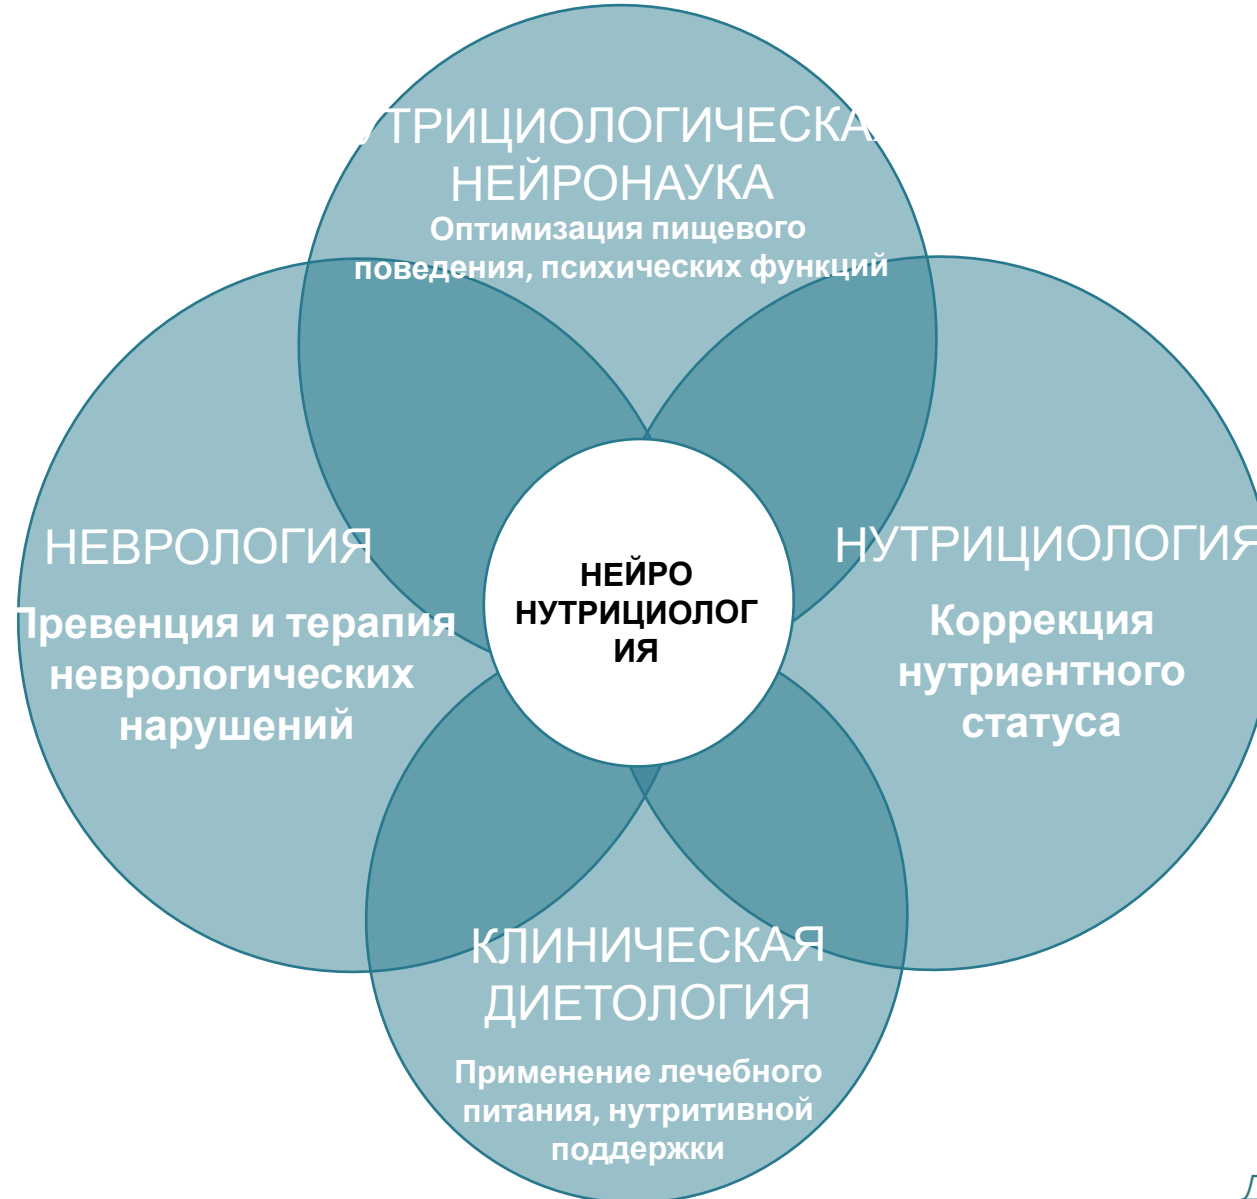 УТРИЦИОЛОГИЧЕСКА
НЕЙРОНАУКА
Оптимизация пищевого
поведения, психических функций
НЕВРОЛОГИЯ
Превенция и терапия
неврологических
нарушений
НЕЙРО
НУТРИЦИОЛОГ
ИЯ
НУТРИЦИОЛОГИЯ
Коррекция
нутриентного
статуса
КЛИНИЧЕСКАЯ
ДИЕТОЛОГИЯ
Применение лечебного
питания, нутритивной
поддержки